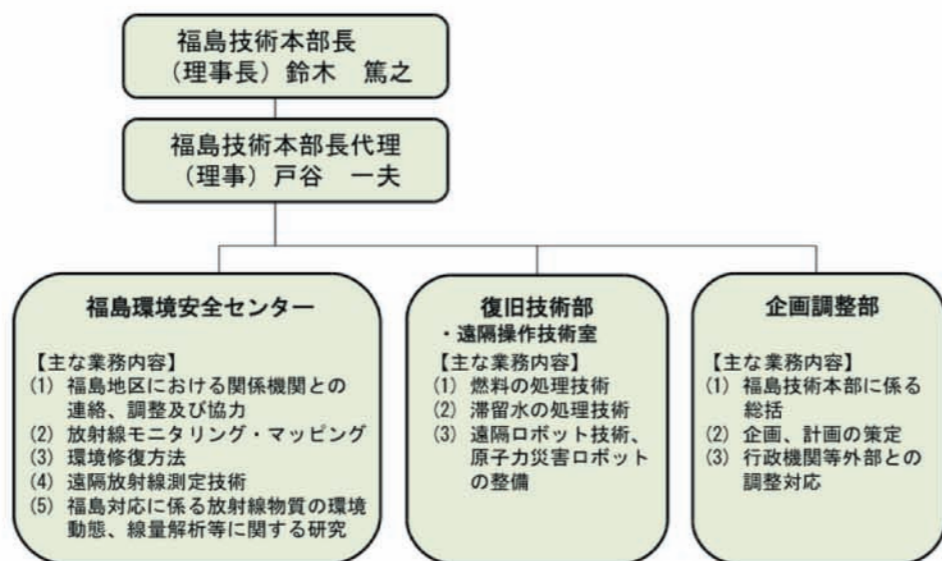 福島技術本部長
(理事長) 鈴木 篤之
福島技術本部長代理
(理事) 戸谷 一夫
福島環境安全センター
【主な業務内容】
(1) 福島地区における関係機関との
連絡、調整及び協力
(2) 放射線モニタリング・マッピング
(3) 環境修復方法
(4) 遠隔放射線測定技術
(5) 福島対応に係る放射線物質の環境
動態、線量解析等に関する研究
復旧技術部
・遠隔操作技術室
【主な業務内容】
(1) 燃料の処理技術
(2) 滞留水の処理技術
(3) 遠隔ロボット技術、
原子力災害ロボット
の整備
企画調整部
【主な業務内容】
(1) 福島技術本部に係る
総括
(2) 企画、計画の策定
(3) 行政機関等外部との
調整対応